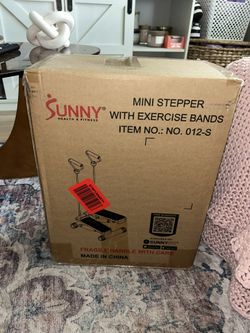 SUNNY®
HEALTH & FITNESS
MINI STEPPER
WITH EXERCISE BANDS
ITEM NO.: NO. 012-S
SUNNY
FRAGILE HANDLE WITH CARE
MADE IN CHINA